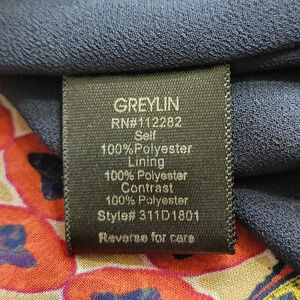 GREYLIN
RN#112282
Self
100%Polyester
Lining
100% Polyester
Contrast
100% Polyester
Style# 311D1801
Reverse for care